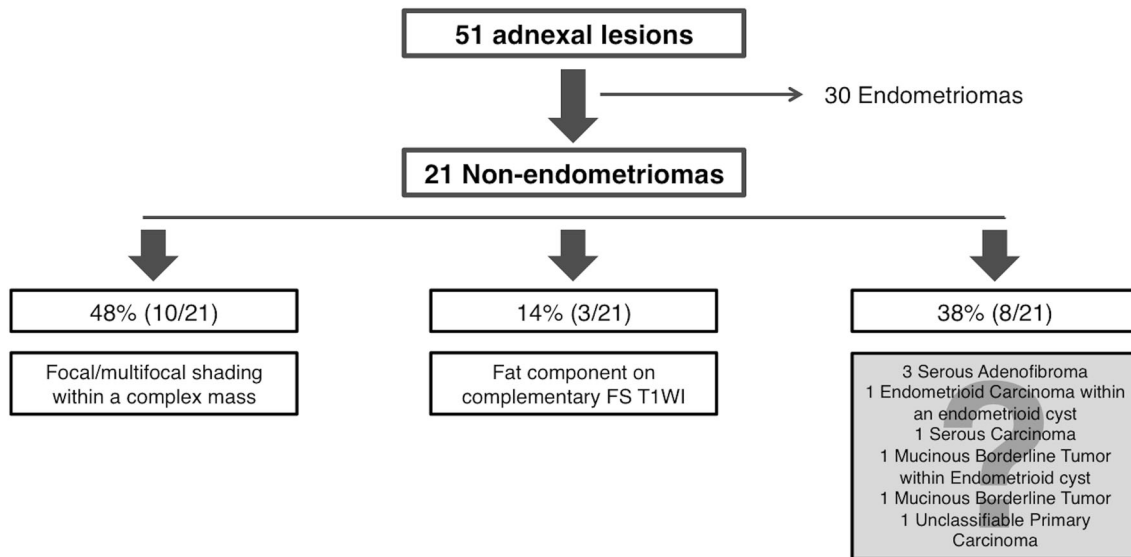 51 adnexal lesions
30 Endometriomas
21 Non-endometriomas
48% (10/21)
14% (3/21)
38% (8/21)
Focal/multifocal shading
within a complex mass
Fat component on
complementary FS T1WI
3 Serous Adenofibroma
1 Endometrioid Carcinoma within
an endometrioid cyst
1 Serous Carcinoma
1 Mucinous Borderline Tumor
within Endometrioid cyst
1 Mucinous Borderline Tumor
1 Unclassifiable Primary
Carcinoma
?